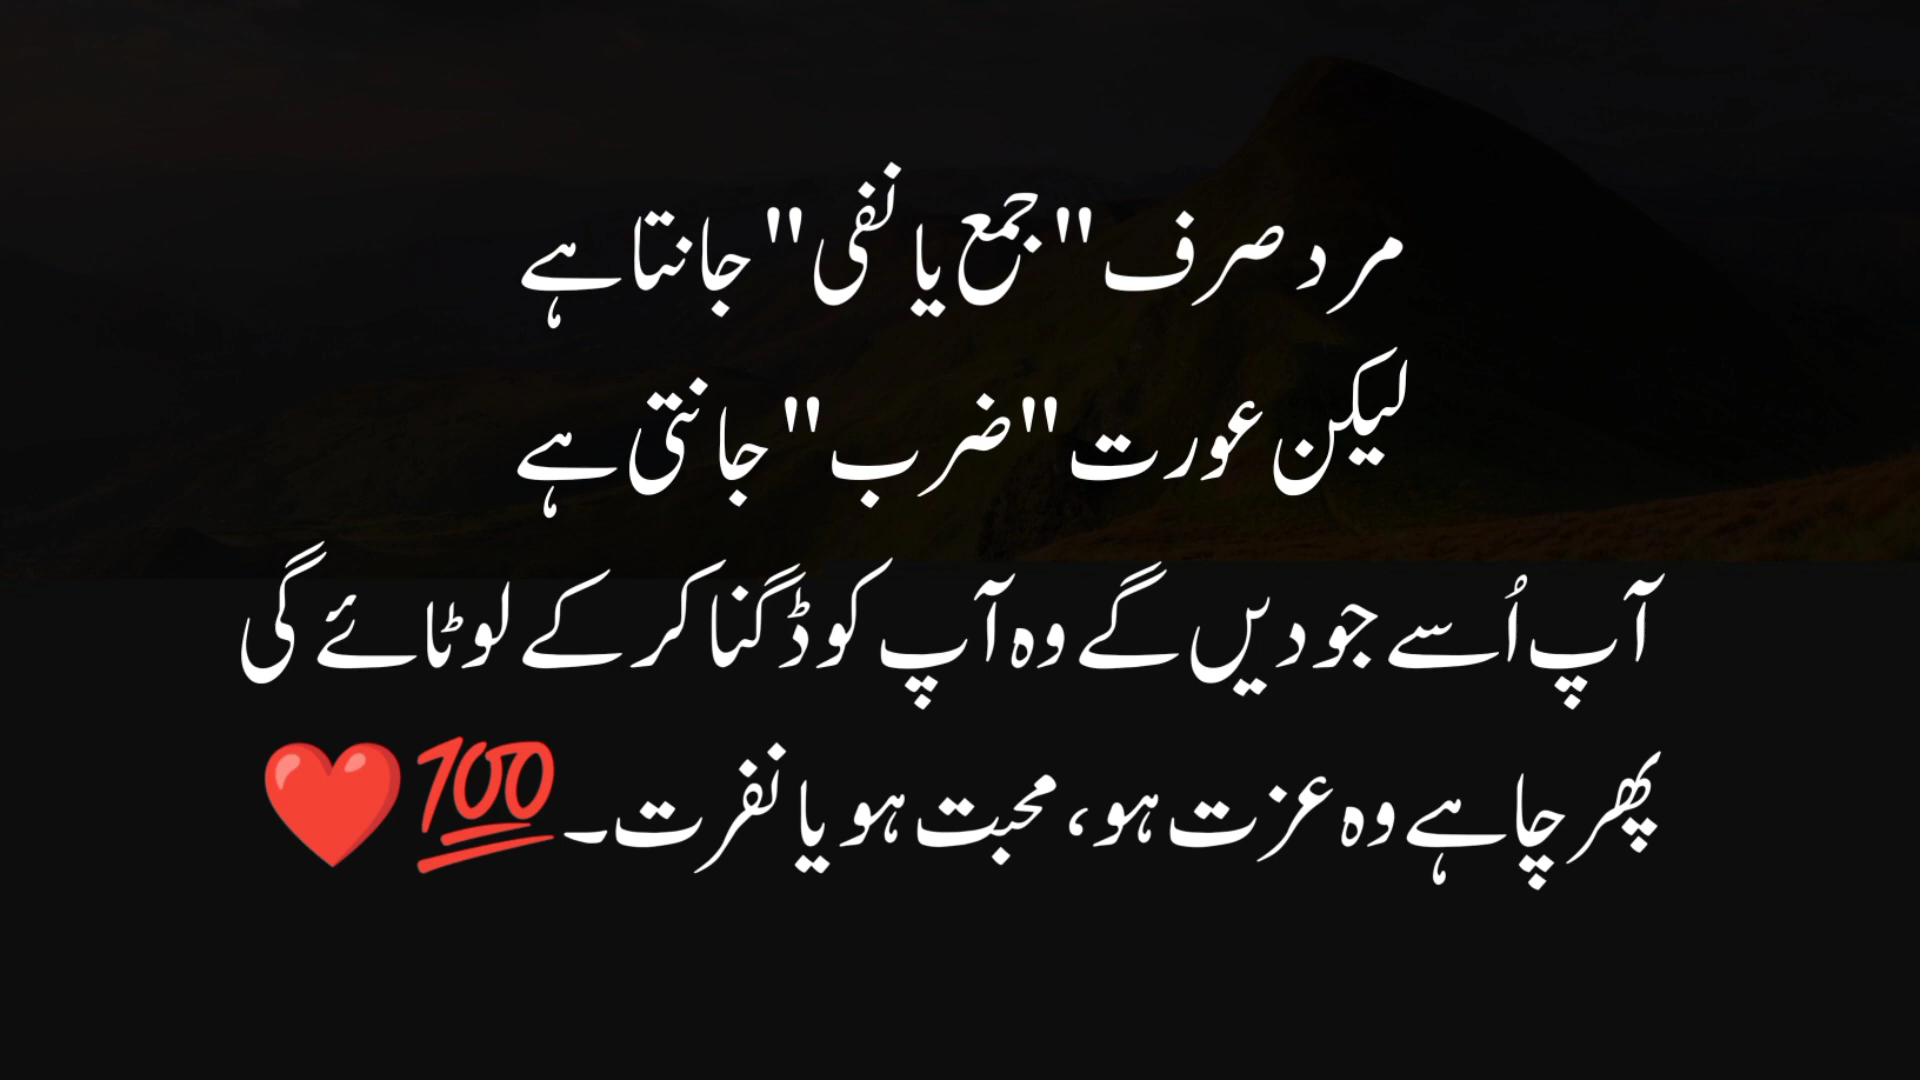 مرد صرف "جمع یا نفی" جانتا ہے
لیکن عورت "ضرب" جانتی ہے
آپ اُسے جو دیں گے وہ آپ کو ڈگنا کر کے لوٹائے گی
پھر چاہے وہ عزت ہو، محبت ہو یا نفرت۔💯❤️